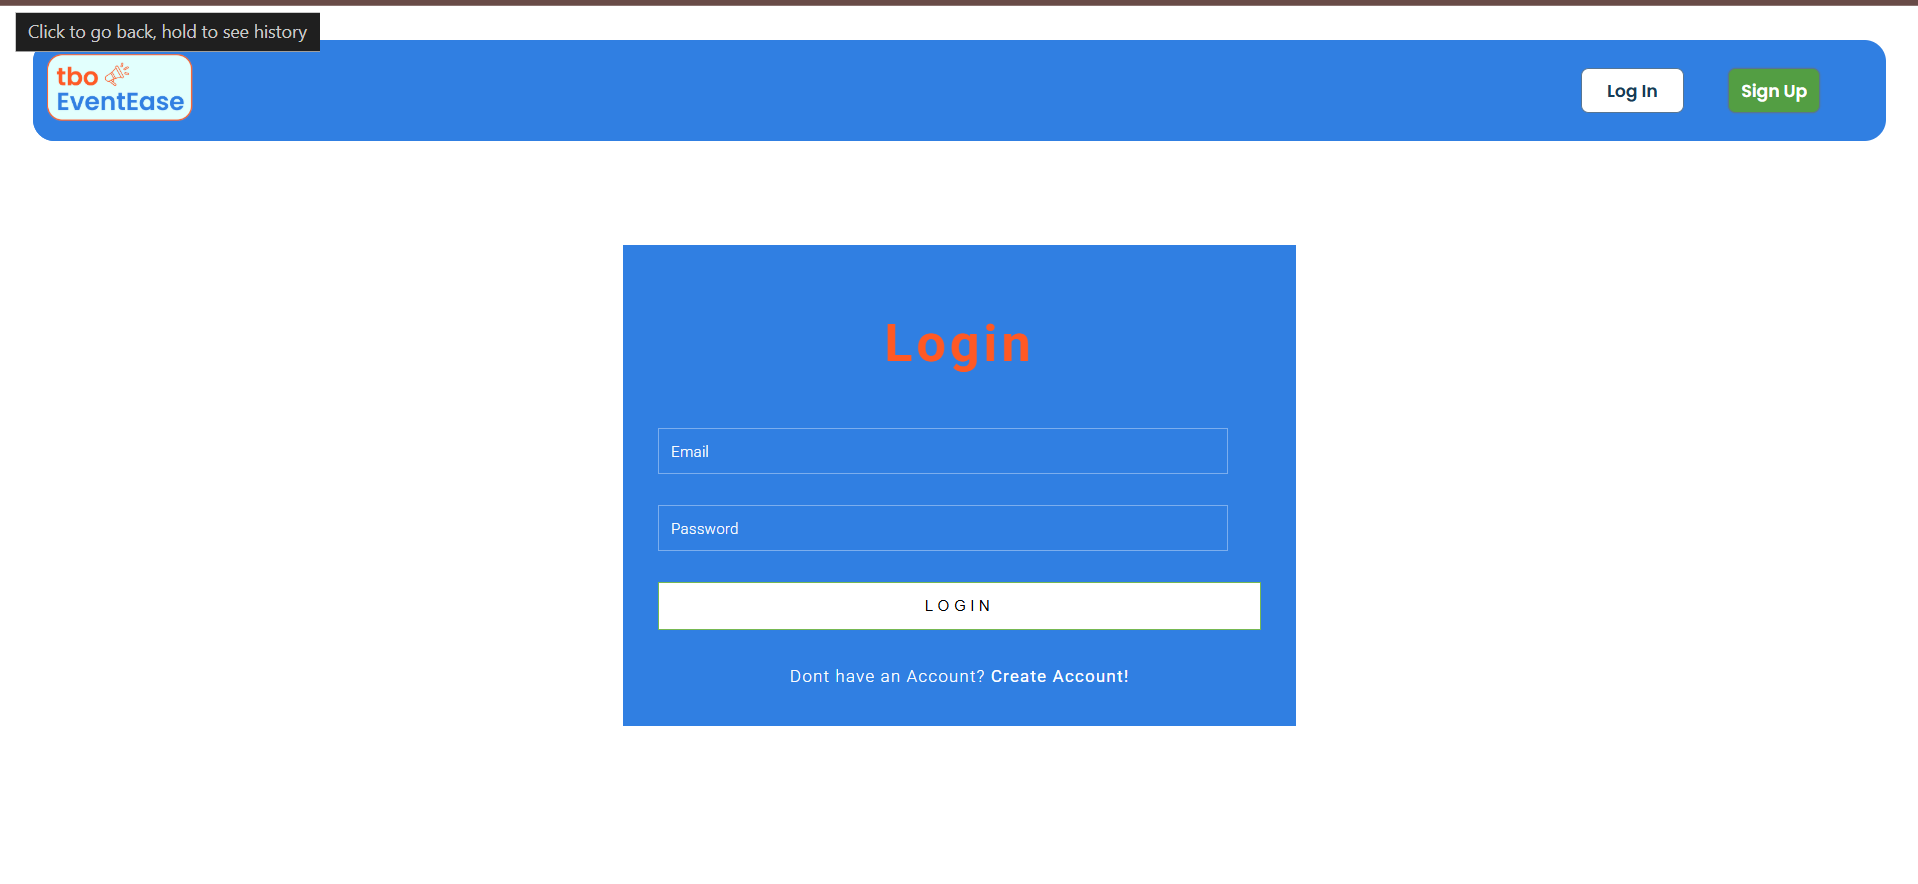 Click to go back, hold to see history
tbo
EventEase
Log In
Sign Up
Login
Email
Password
LOGIN
Dont have an Account? Create Account!